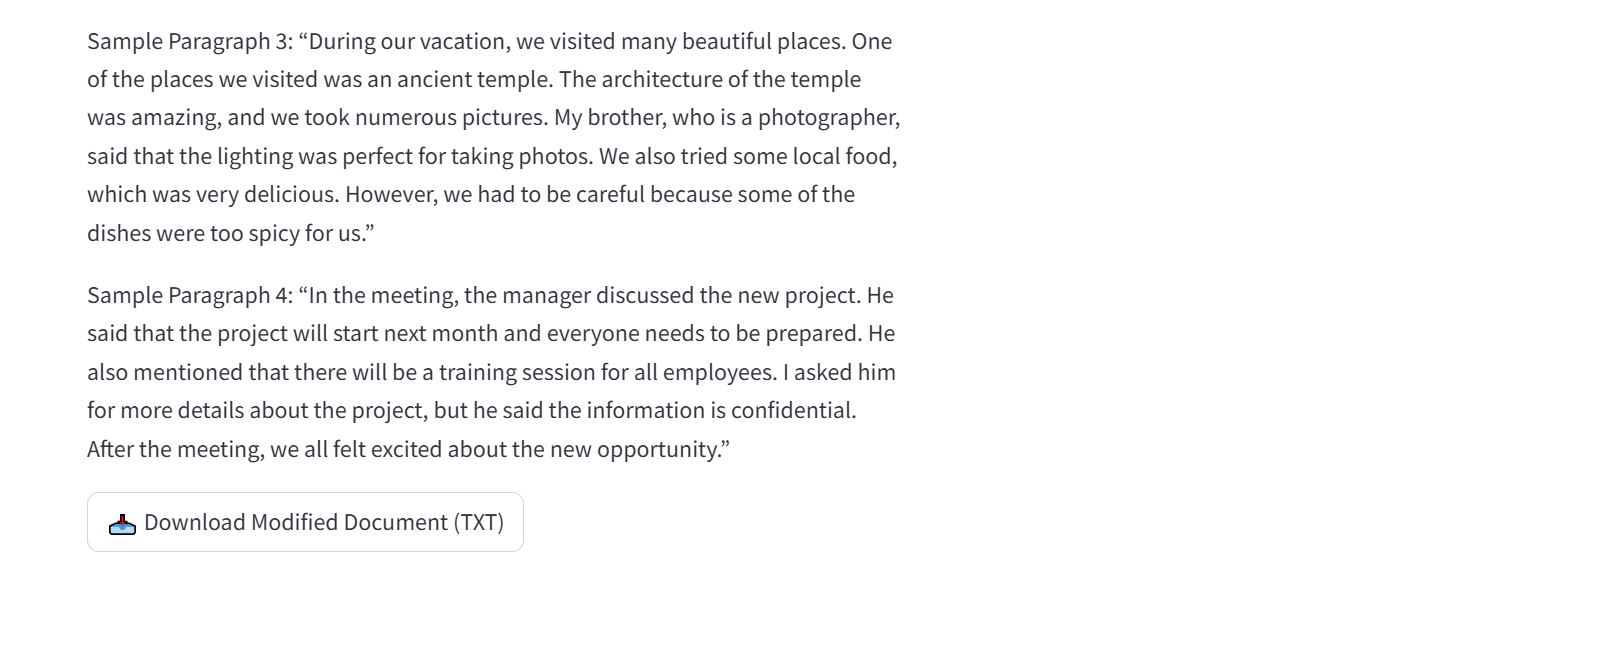 Sample Paragraph 3: “During our vacation, we visited many beautiful places. One
of the places we visited was an ancient temple. The architecture of the temple
was amazing, and we took numerous pictures. My brother, who is a photographer,
said that the lighting was perfect for taking photos. We also tried some local food,
which was very delicious. However, we had to be careful because some of the
dishes were too spicy for us.”
Sample Paragraph 4: “In the meeting, the manager discussed the new project. He
said that the project will start next month and everyone needs to be prepared. He
also mentioned that there will be a training session for all employees. I asked him
for more details about the project, but he said the information is confidential.
After the meeting, we all felt excited about the new opportunity.”
Download Modified Document (TXT)